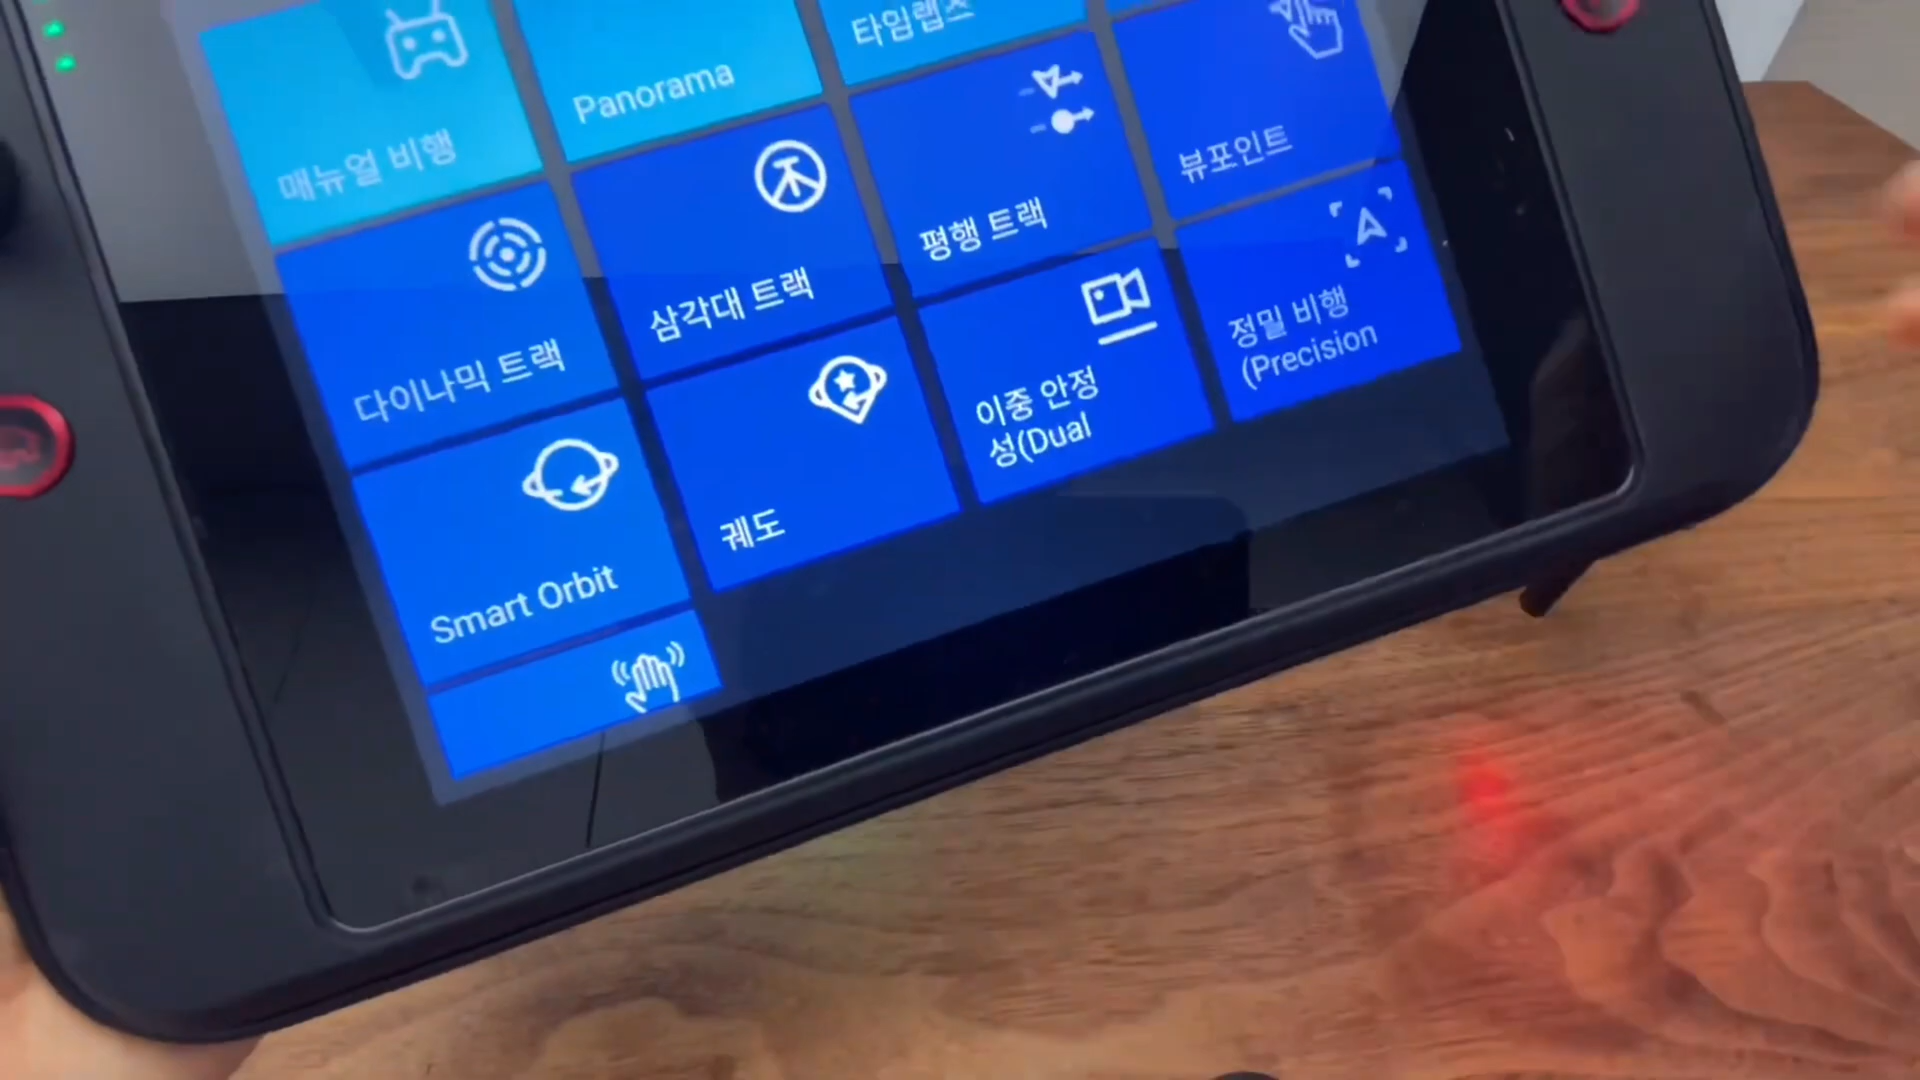 매뉴얼 비행
Panorama
타임랩스
다이나믹 트랙
삼각대 트랙
평행 트랙
뷰포인트
Smart Orbit
궤도
이중 안정
성(Dual
정밀 비행
(Precision